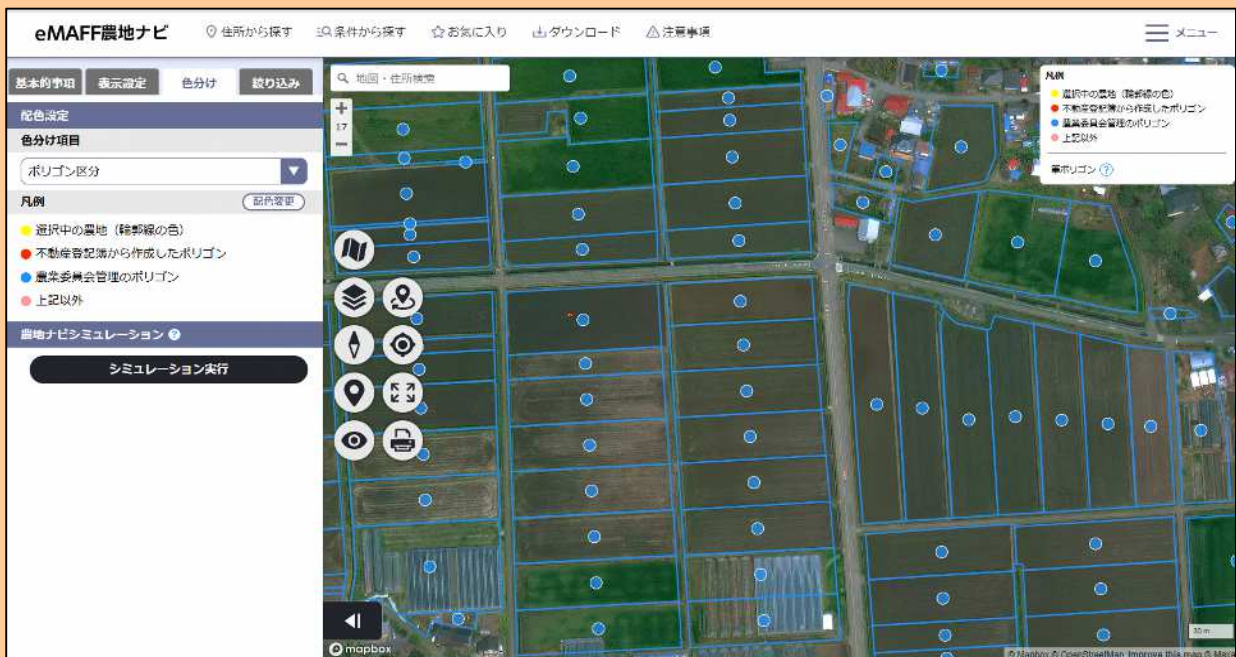 eMAFF農地ナビ
住所から探す
条件から探す
お気に入り
ダウンロード
注意事項
メニュー
基本的事項
表示設定
色分け
絞り込み
配色設定
色分け項目
ポリゴン区分
凡例
配色変更
選択中の農地（輪郭線の色）
不動産登記簿から作成したポリゴン
農業委員会管理のポリゴン
上記以外
農地ナビシミュレーション ?
シミュレーション実行
地図・住所検索
+
17
−
凡例
選択中の農地（輪郭線の色）
不動産登記簿から作成したポリゴン
農業委員会管理のポリゴン
上記以外
筆ポリゴン ?
30 m
mapbox
© Mapbox © OpenStreetMap Improve this map ©